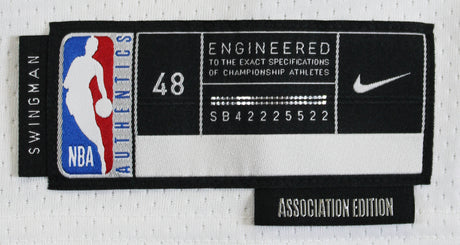 SWINGMAN
NBA
AUTHENTICS
48
ENGINEERED
TO THE EXACT SPECIFICATIONS
OF CHAMPIONSHIP ATHLETES
SB42225522
ASSOCIATION EDITION